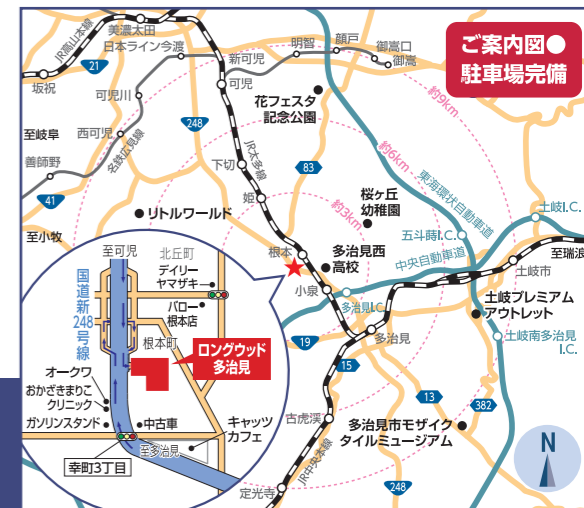 ご案内図●
駐車場完備
美濃太田
JR高山本線
日本ライン今渡
新可児
明智
顔戸
御嵩口
御嵩
21
坂祝
可児川
可児
花フェスタ
記念公園
約9km
至岐阜
西可児
248
名鉄広見線
JR太多線
約6km
善師野
下切
83
東海環状自動車道
41
姫
桜ヶ丘
幼稚園
約3km
土岐I.C.
リトルワールド
五斗蒔I.C.
至小牧
根本
多治見西
高校
中央自動車道
至瑞浪
土岐市
至可児
北丘町
デイリー
ヤマザキ
小泉
多治見I.C.
土岐プレミアム
アウトレット
国道新248号線
バロー
根本店
根本町
19
多治見
土岐南多治見
I.C.
ロングウッド
多治見
15
オークワ
おかざきまりこ
クリニック
13
382
ガソリンスタンド
中古車
キャッツ
カフェ
古虎渓
多治見市モザイク
タイルミュージアム
至多治見
幸町3丁目
JR中央本線
定光寺
248
N